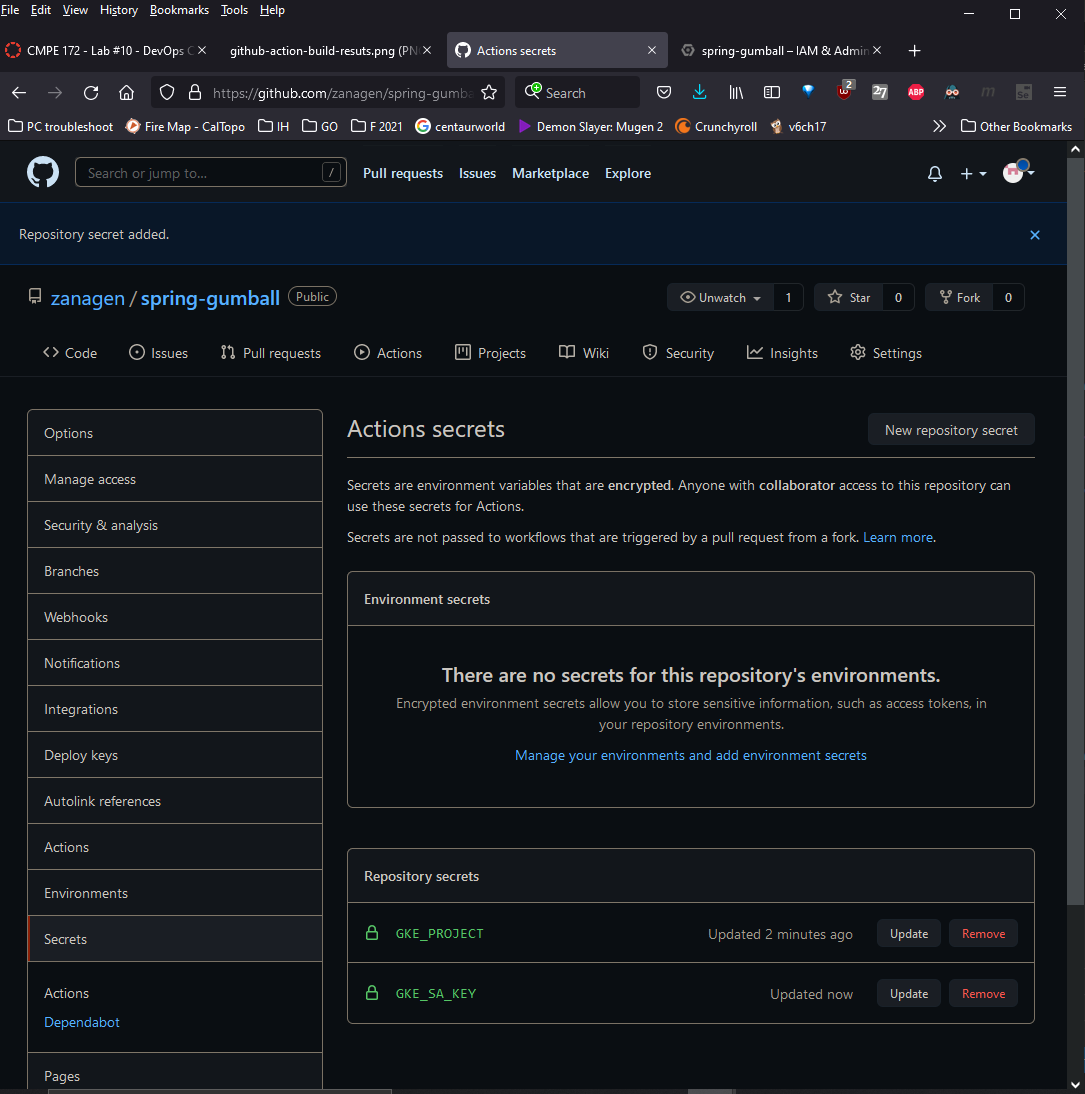 File Edit View History Bookmarks Tools Help
CMPE 172 - Lab #10 - DevOps C
github-action-build-resuts.png (PN
Actions secrets
spring-gumball – IAM & Admin
https://github.com/zanagen/spring-gumba
Search
2
27
ABP
PC troubleshoot
Fire Map - CalTopo
IH
GO
F 2021
centaurworld
Demon Slayer: Mugen 2
Crunchyroll
v6ch17
Other Bookmarks
Search or jump to...
/
Pull requests Issues Marketplace Explore
Repository secret added.
zanagen / spring-gumball Public
Unwatch 1
Star 0
Fork 0
Code Issues Pull requests Actions Projects Wiki Security Insights Settings
Options
Manage access
Security & analysis
Branches
Webhooks
Notifications
Integrations
Deploy keys
Autolink references
Actions
Environments
Secrets
Actions
Dependabot
Pages
Actions secrets
New repository secret
Secrets are environment variables that are encrypted. Anyone with collaborator access to this repository can
use these secrets for Actions.
Secrets are not passed to workflows that are triggered by a pull request from a fork. Learn more.
Environment secrets
There are no secrets for this repository's environments.
Encrypted environment secrets allow you to store sensitive information, such as access tokens, in
your repository environments.
Manage your environments and add environment secrets
Repository secrets
GKE_PROJECT Updated 2 minutes ago Update Remove
GKE_SA_KEY Updated now Update Remove